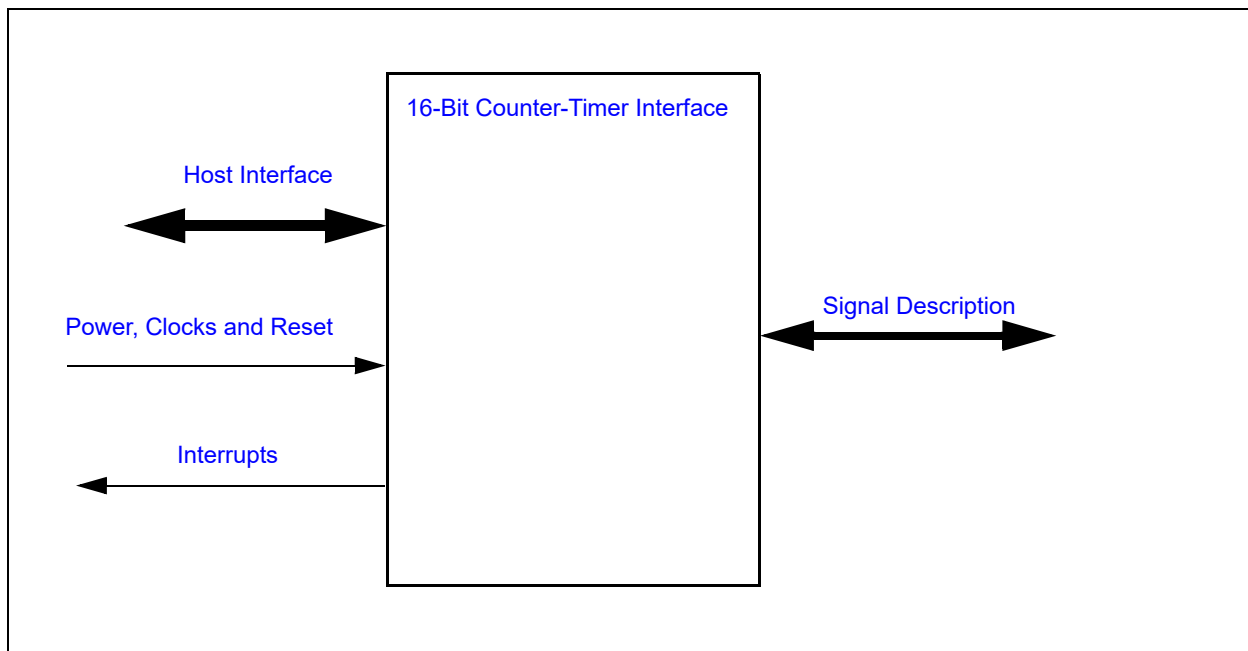 16-Bit Counter-Timer Interface
Host Interface
Signal Description
Power, Clocks and Reset
Interrupts